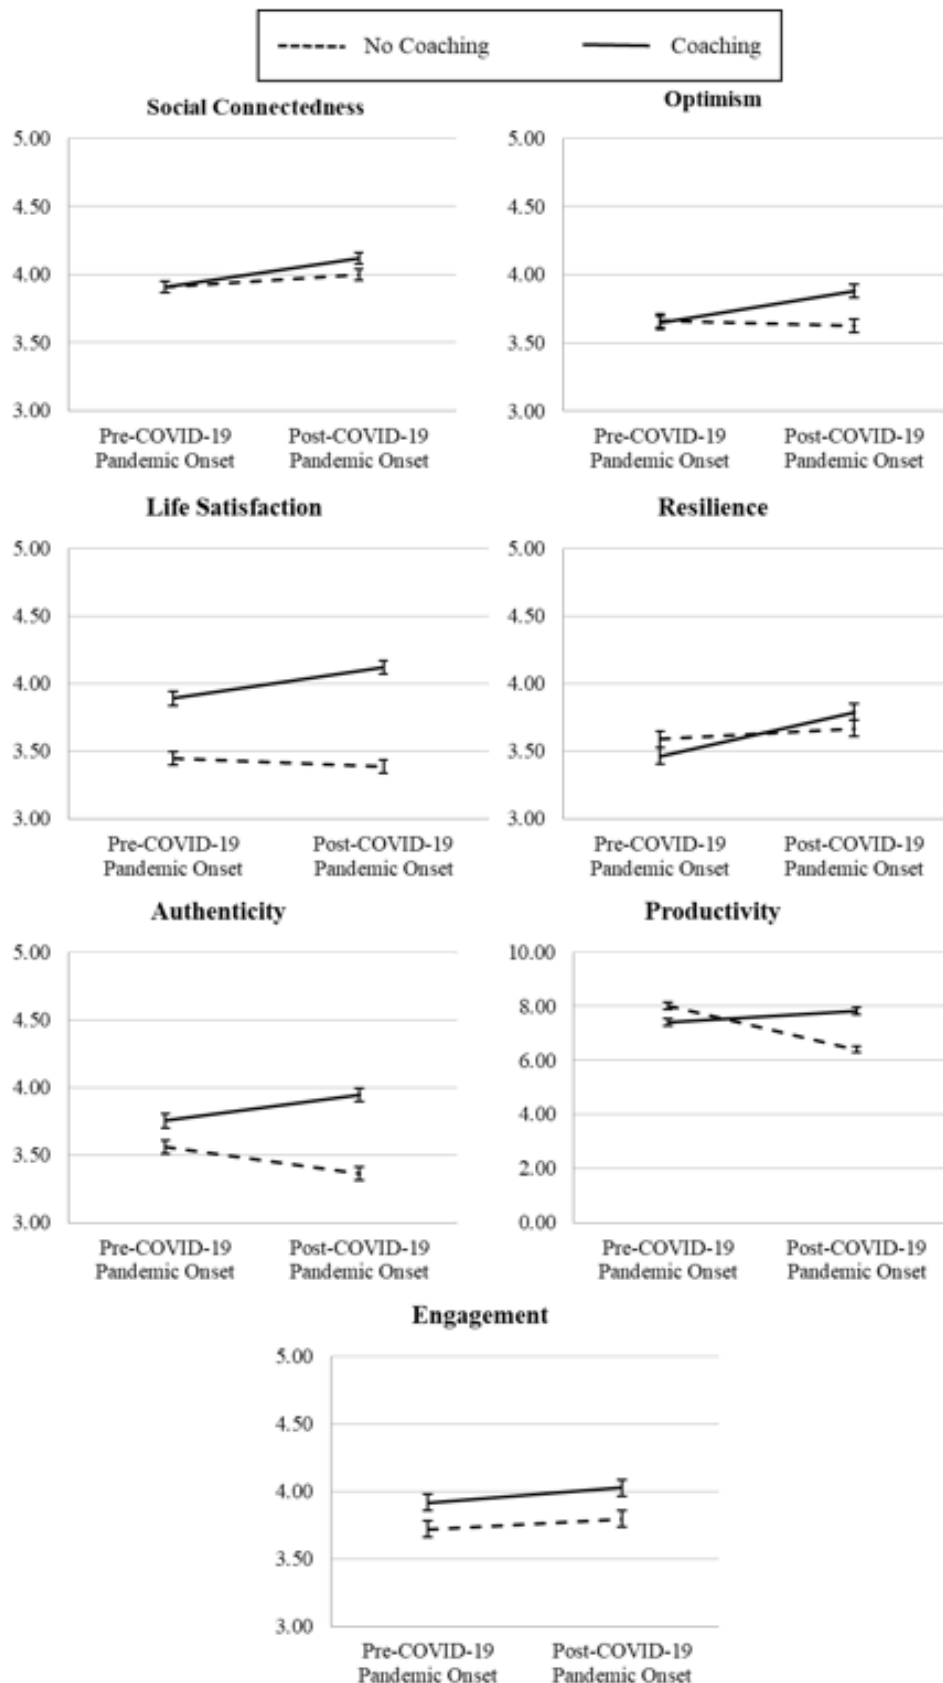 No Coaching Coaching
Social Connectedness
5.00
4.50
4.00
3.50
3.00
Pre-COVID-19 Post-COVID-19
Pandemic Onset Pandemic Onset
Optimism
5.00
4.50
4.00
3.50
3.00
Pre-COVID-19 Post-COVID-19
Pandemic Onset Pandemic Onset
Life Satisfaction
5.00
4.50
4.00
3.50
3.00
Pre-COVID-19 Post-COVID-19
Pandemic Onset Pandemic Onset
Resilience
5.00
4.50
4.00
3.50
3.00
Pre-COVID-19 Post-COVID-19
Pandemic Onset Pandemic Onset
Authenticity
5.00
4.50
4.00
3.50
3.00
Pre-COVID-19 Post-COVID-19
Pandemic Onset Pandemic Onset
Productivity
10.00
8.00
6.00
4.00
2.00
0.00
Pre-COVID-19 Post-COVID-19
Pandemic Onset Pandemic Onset
Engagement
5.00
4.50
4.00
3.50
3.00
Pre-COVID-19 Post-COVID-19
Pandemic Onset Pandemic Onset